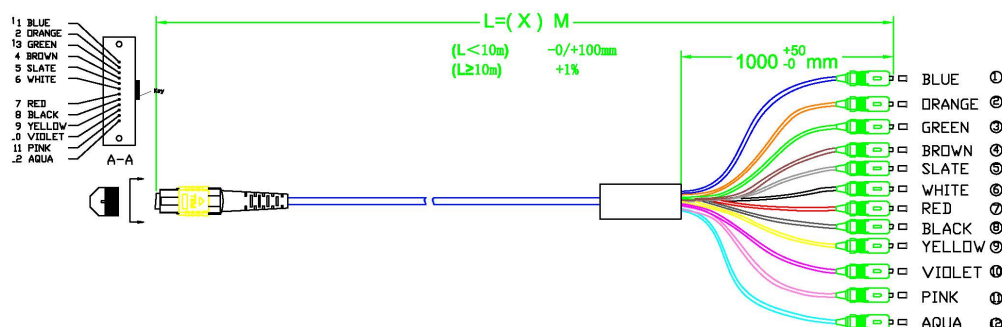 L=(X) M
(L<10m) -0/+100mm
(L≥10m) +1%
1000 +50 -0 mm
1 BLUE
2 ORANGE
3 GREEN
4 BROWN
5 SLATE
6 WHITE
7 RED
8 BLACK
9 YELLOW
VIOLET
11 PINK
AQUA
Key
A-A
BLUE ①
ORANGE ②
GREEN ③
BROWN ④
SLATE ⑤
WHITE ⑥
RED ⑦
BLACK ⑧
YELLOW ⑨
VIOLET ⑩
PINK ⑪
AQUA ⑫